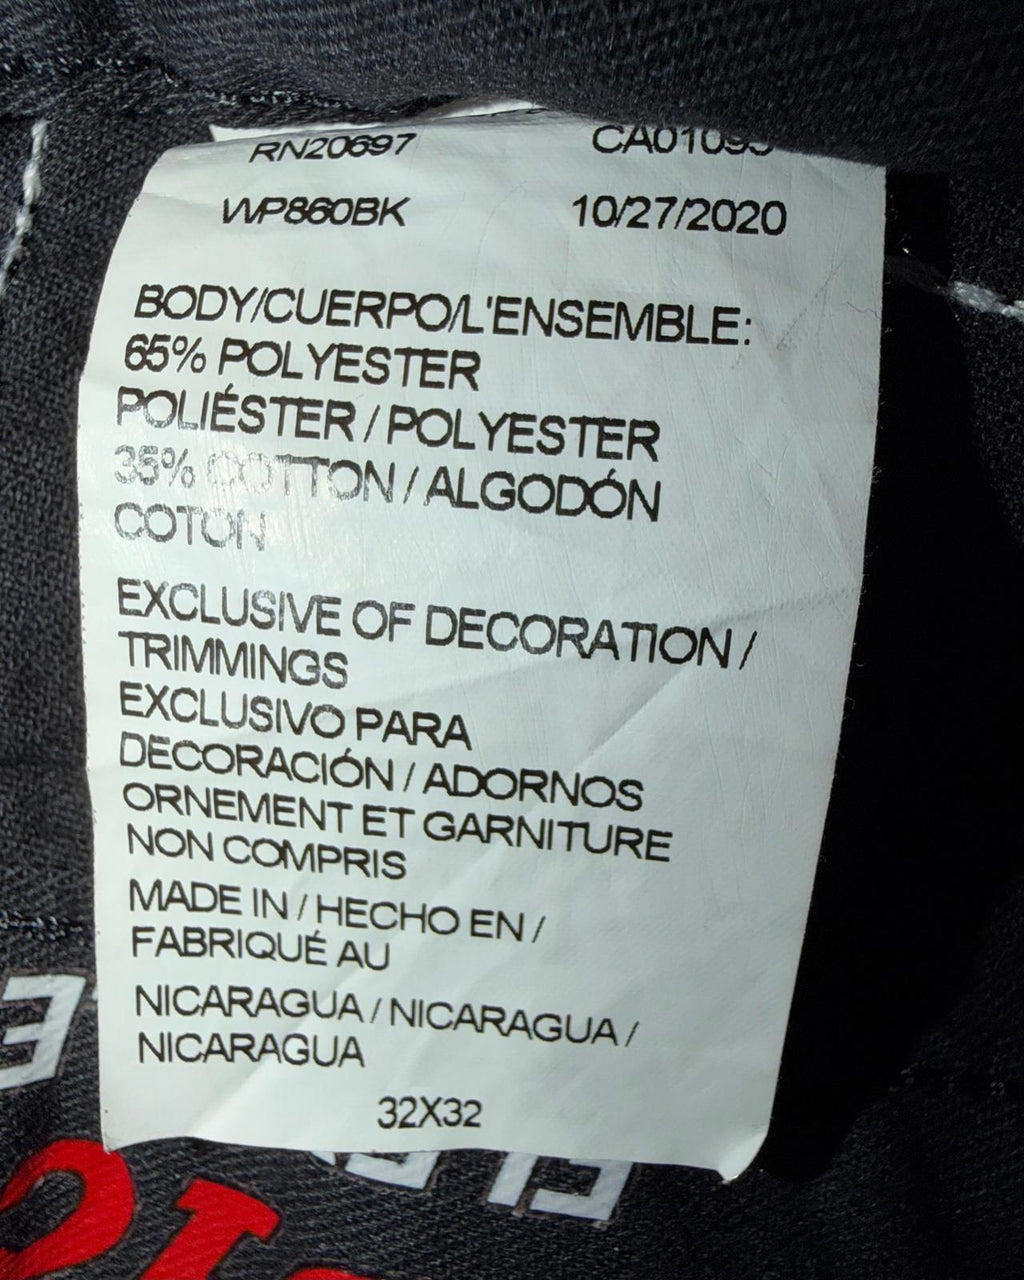 RN20697 CA01095
WP860BK 10/27/2020
BODY/CUERPO/L'ENSEMBLE:
65% POLYESTER
POLIÉSTER / POLYESTER
35% COTTON / ALGODÓN
COTON
EXCLUSIVE OF DECORATION /
TRIMMINGS
EXCLUSIVO PARA
DECORACIÓN / ADORNOS
ORNEMENT ET GARNITURE
NON COMPRIS
MADE IN / HECHO EN /
FABRIQUÉ AU
NICARAGUA / NICARAGUA /
NICARAGUA
32X32